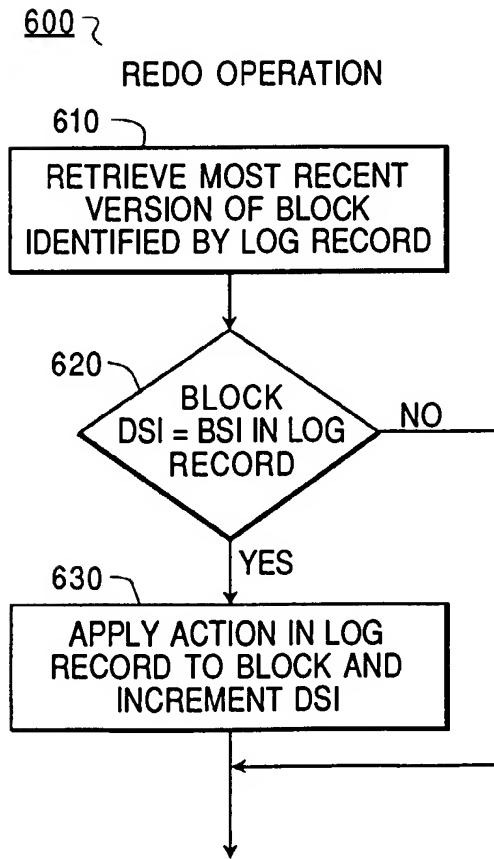 600
REDO OPERATION
610
RETRIEVE MOST RECENT
VERSION OF BLOCK
IDENTIFIED BY LOG RECORD
620
BLOCK
DSI = BSI IN LOG
RECORD
NO
YES
630
APPLY ACTION IN LOG
RECORD TO BLOCK AND
INCREMENT DSI